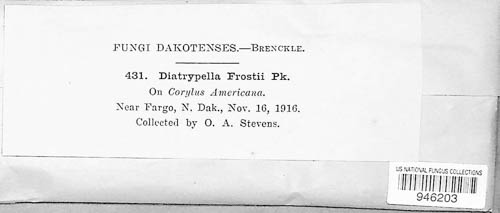 FUNGI DAKOTENSES.—BRENCKLE.
431. Diatrypella Frostii Pk.
On Corylus Americana.
Near Fargo, N. Dak., Nov. 16, 1916.
Collected by O. A. Stevens.
US NATIONAL FUNGUS COLLECTIONS
946203